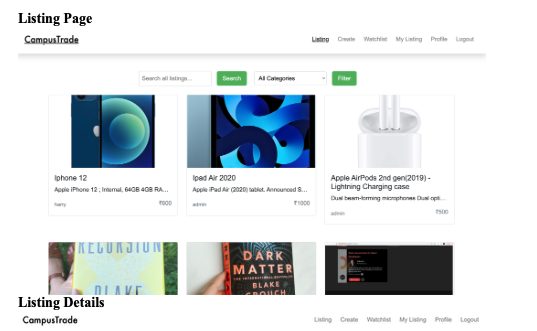 Listing Page
CampusTrade
Listing Create Watchlist My Listing Profile Logout
Search all listings... Search All Categories Filter
Iphone 12
Apple iPhone 12 ; Internal, 64GB 4GB RA...
harry ₹600
Ipad Air 2020
Apple iPad Air (2020) tablet. Announced S...
admin ₹1000
Apple AirPods 2nd gen(2019) -
Lightning Charging case
Dual beam-forming microphones Dual opti...
admin ₹500
RECURSION
BLAKE
DARK
MATTER
BLAKE
CROUCH
Listing Details
CampusTrade
Listing Create Watchlist My Listing Profile Logout